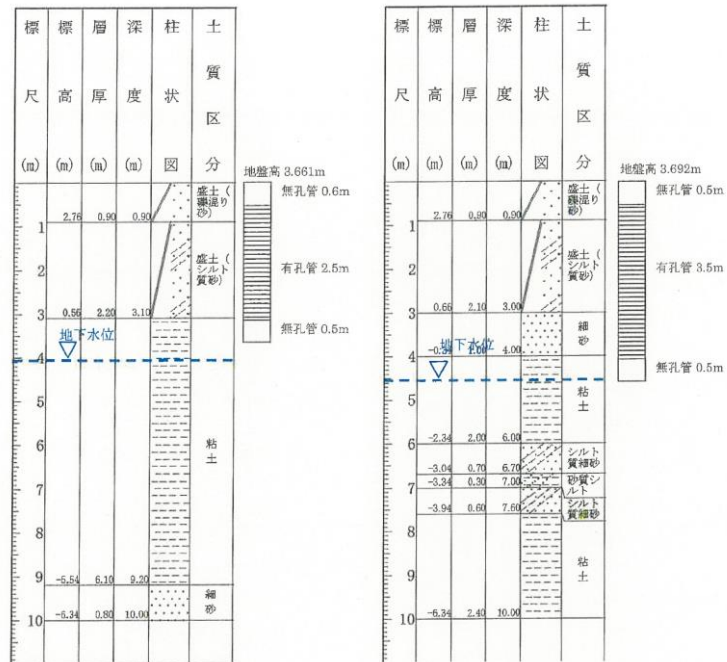 標尺(m) 標高(m) 層厚(m) 深度(m) 柱状図 土質区分
地盤高 3.661m
無孔管 0.6m
盛土(礫混り砂)
2.76 0.90 0.90
1
盛土(シルト質砂)
2
有孔管 2.5m
3
0.56 2.20 3.10
無孔管 0.5m
地下水位
4
5
粘土
6
7
8
9
-5.54 6.10 9.20
細砂
10
-6.34 0.80 10.00
標尺(m) 標高(m) 層厚(m) 深度(m) 柱状図 土質区分
地盤高 3.692m
無孔管 0.5m
盛土(礫混り砂)
2.76 0.90 0.90
1
盛土(シルト質砂)
2
有孔管 3.5m
3
0.66 2.10 3.00
細砂
地下水位
4
-0.34 1.00 4.00
無孔管 0.5m
5
粘土
6
-2.34 2.00 6.00
シルト質細砂
-3.04 0.70 6.70
砂質シルト
7
-3.34 0.30 7.00
シルト質細砂
-3.94 0.60 7.60
8
粘土
9
10
-6.34 2.40 10.00